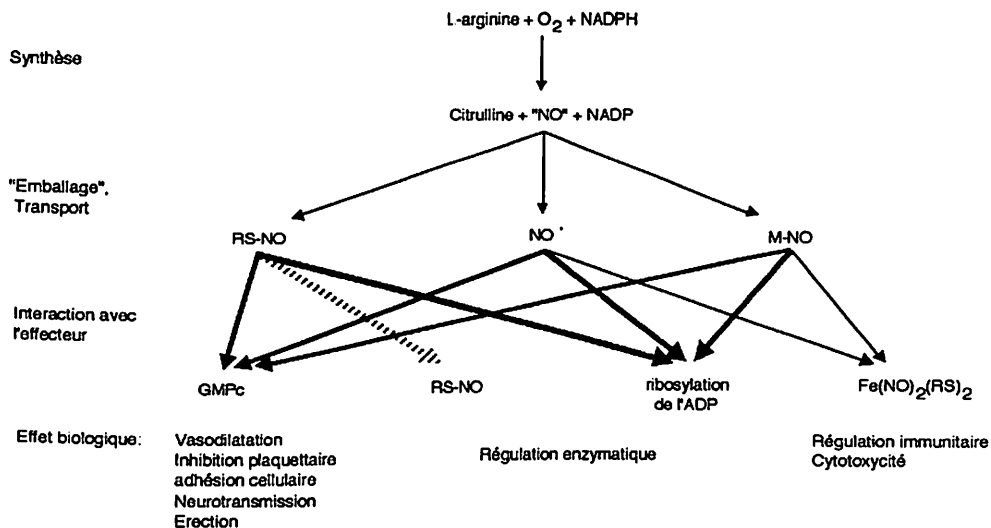 L-arginine + O2 + NADPH
Synthèse
Citrulline + "NO" + NADP
"Emballage",
Transport
RS-NO
NO·
M-NO
Interaction avec
l'effecteur
GMPc
RS-NO
ribosylation
de l'ADP
Fe(NO)2(RS)2
Effet biologique:
Vasodilatation
Inhibition plaquettaire
adhésion cellulaire
Neurotransmission
Erection
Régulation enzymatique
Régulation immunitaire
Cytotoxycité